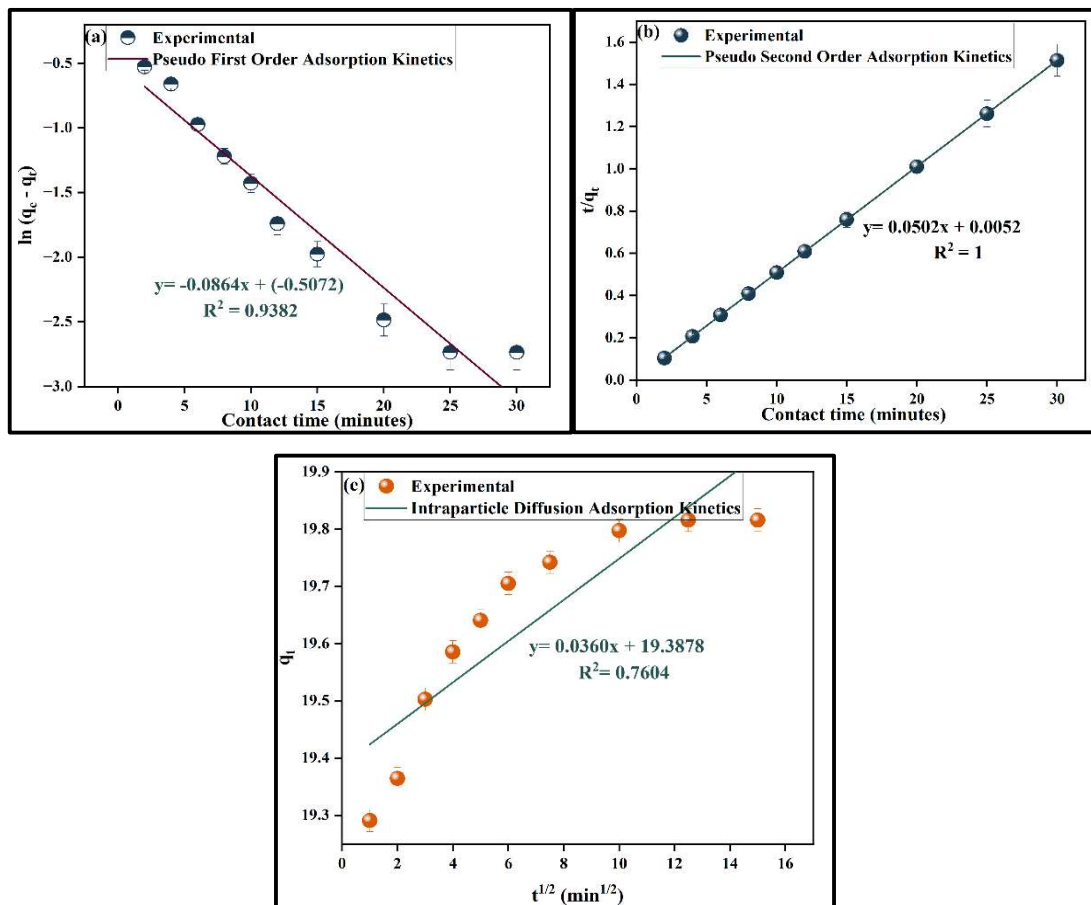 (a)
Experimental
Pseudo First Order Adsorption Kinetics
−0.5
−1.0
−1.5
−2.0
−2.5
−3.0
ln (qc - qt)
y= -0.0864x + (-0.5072)
R² = 0.9382
0 5 10 15 20 25 30
Contact time (minutes)
(b)
Experimental
Pseudo Second Order Adsorption Kinetics
1.6
1.4
1.2
1.0
0.8
0.6
0.4
0.2
0.0
t/qt
y= 0.0502x + 0.0052
R² = 1
0 5 10 15 20 25 30
Contact time (minutes)
(c)
Experimental
Intraparticle Diffusion Adsorption Kinetics
19.9
19.8
19.7
19.6
19.5
19.4
19.3
qt
y= 0.0360x + 19.3878
R²= 0.7604
0 2 4 6 8 10 12 14 16
t1/2 (min1/2)